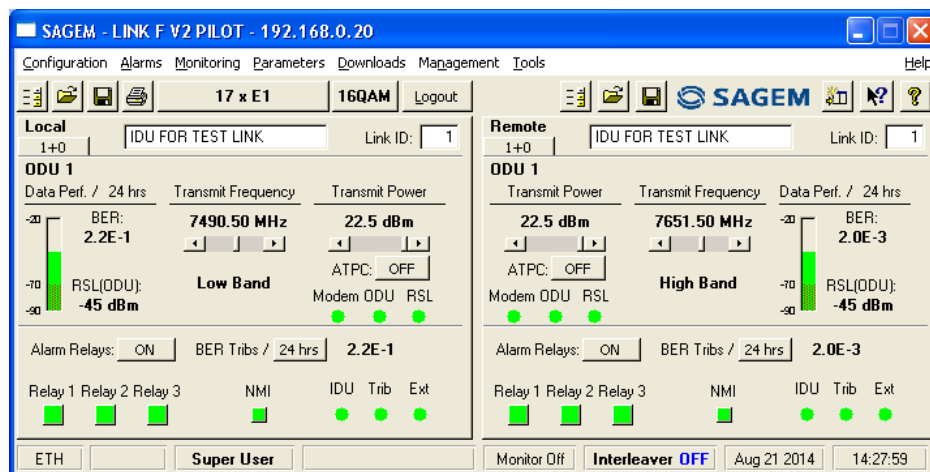 SAGEM - LINK F V2 PILOT - 192.168.0.20
Configuration Alarms Monitoring Parameters Downloads Management Tools Help
17 x E1 16QAM Logout SAGEM
Local
1+0 IDU FOR TEST LINK Link ID: 1
ODU 1
Data Perf. / 24 hrs Transmit Frequency Transmit Power
-20 BER: 7490.50 MHz 22.5 dBm
2.2E-1
ATPC: OFF
-70 RSL(ODU): Low Band
-90 -45 dBm Modem ODU RSL
Alarm Relays: ON BER Tribs / 24 hrs 2.2E-1
Relay 1 Relay 2 Relay 3 NMI IDU Trib Ext
Remote
1+0 IDU FOR TEST LINK Link ID: 1
ODU 1
Transmit Power Transmit Frequency Data Perf. / 24 hrs
22.5 dBm 7651.50 MHz -20 BER:
2.0E-3
ATPC: OFF High Band -70 RSL(ODU):
Modem ODU RSL -90 -45 dBm
Alarm Relays: ON BER Tribs / 24 hrs 2.0E-3
Relay 1 Relay 2 Relay 3 NMI IDU Trib Ext
ETH Super User Monitor Off Interleaver OFF Aug 21 2014 14:27:59